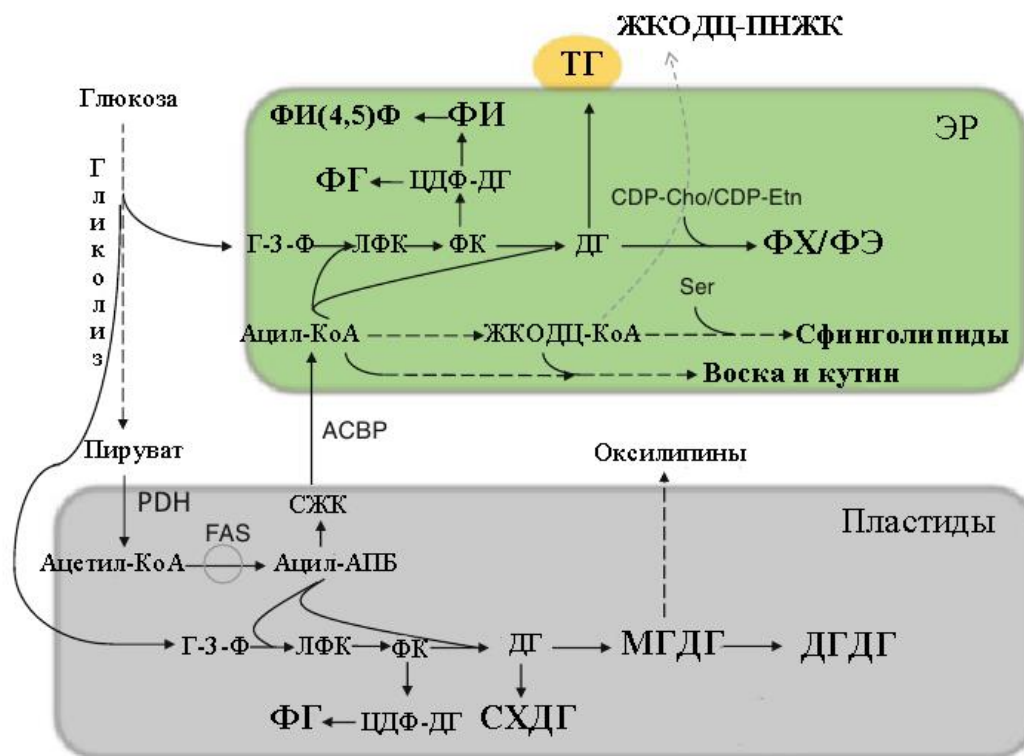 ЖКОДЦ-ПНЖК
ТГ
Глюкоза
ЭР
ФИ(4,5)Ф ФИ
Гликолиз
ФГ ЦДФ-ДГ
CDP-Cho/CDP-Etn
Г-3-Ф ЛФК ФК ДГ ФХ/ФЭ
Ser
Ацил-КоА ЖКОДЦ-КоА Сфинголипиды
Воска и кутин
ACBP
Пируват Оксилипины
PDH СЖК Пластиды
FAS
Ацетил-КоА Ацил-АПБ
Г-3-Ф ЛФК ФК ДГ МГДГ ДГДГ
ФГ ЦДФ-ДГ СХДГ